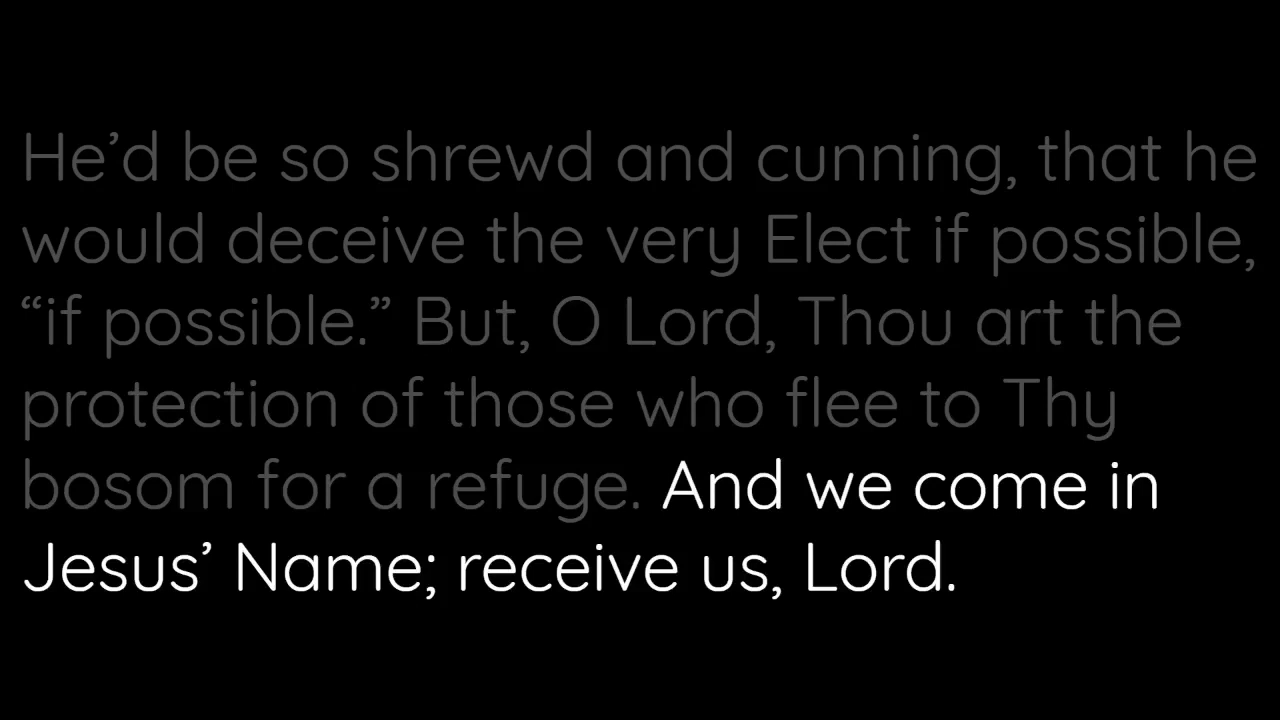 He’d be so shrewd and cunning, that he
would deceive the very Elect if possible,
“if possible.” But, O Lord, Thou art the
protection of those who flee to Thy
bosom for a refuge. And we come in
Jesus’ Name; receive us, Lord.